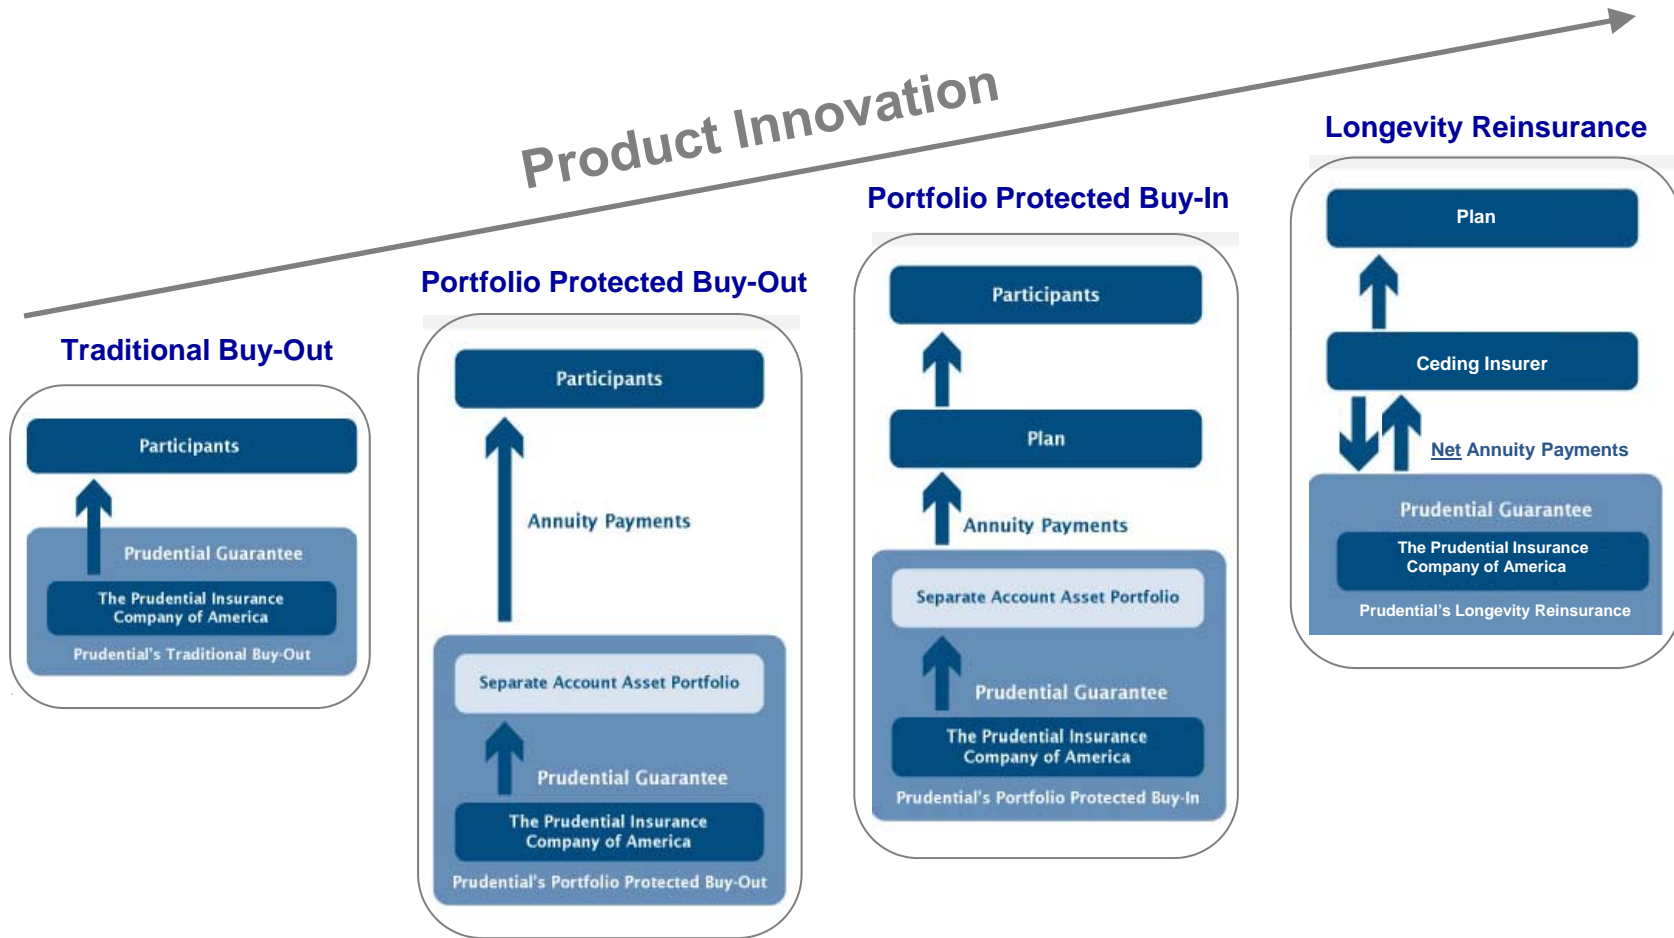 Product Innovation
Traditional Buy-Out
Participants
Prudential Guarantee
The Prudential Insurance
Company of America
Prudential's Traditional Buy-Out
Portfolio Protected Buy-Out
Participants
Annuity Payments
Separate Account Asset Portfolio
Prudential Guarantee
The Prudential Insurance
Company of America
Prudential's Portfolio Protected Buy-Out
Portfolio Protected Buy-In
Participants
Plan
Annuity Payments
Separate Account Asset Portfolio
Prudential Guarantee
The Prudential Insurance
Company of America
Prudential's Portfolio Protected Buy-In
Longevity Reinsurance
Plan
Ceding Insurer
Net Annuity Payments
Prudential Guarantee
The Prudential Insurance
Company of America
Prudential's Longevity Reinsurance